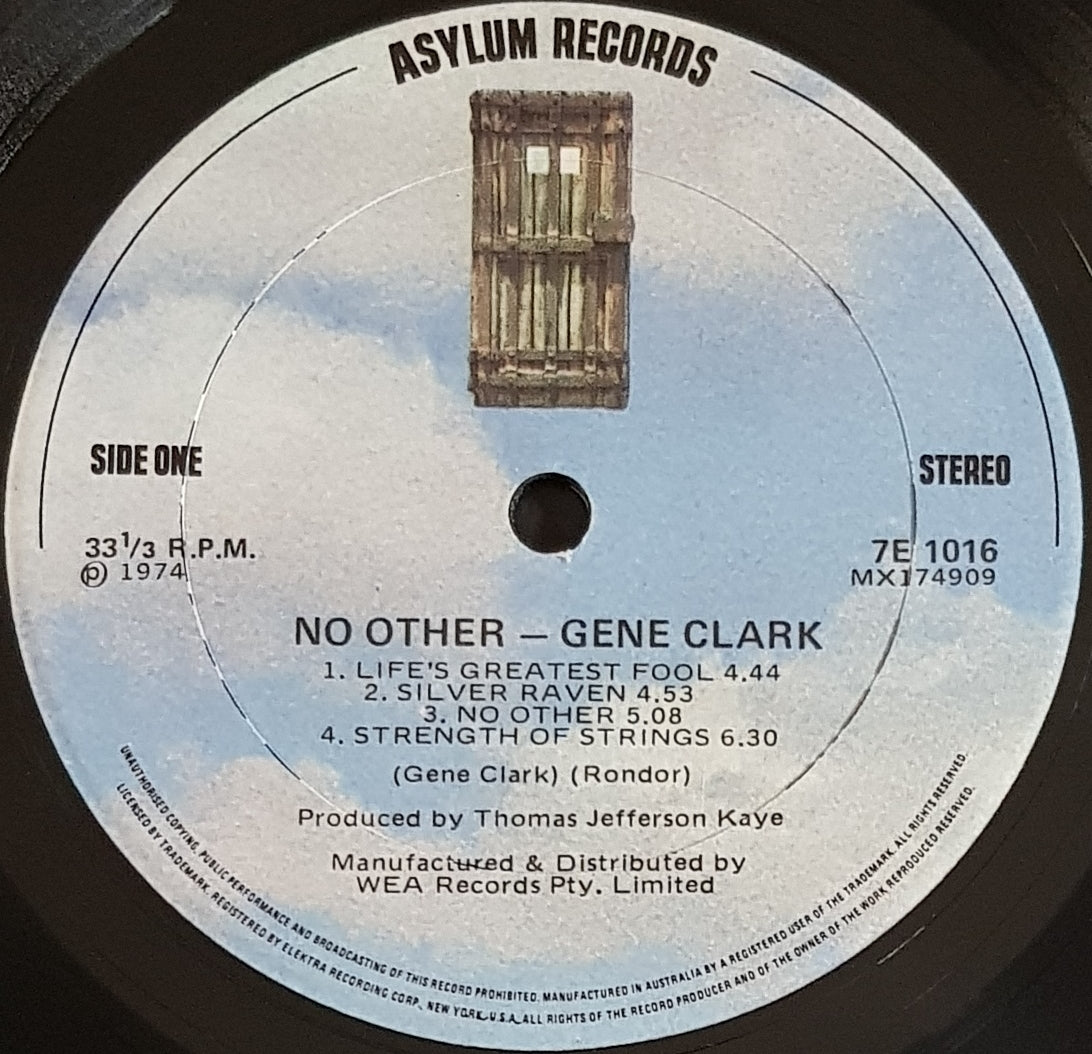 ASYLUM RECORDS
SIDE ONE
STEREO
33 1/3 R.P.M.
℗ 1974
7E 1016
MX174909
NO OTHER — GENE CLARK
1. LIFE'S GREATEST FOOL 4.44
2. SILVER RAVEN 4.53
3. NO OTHER 5.08
4. STRENGTH OF STRINGS 6.30
(Gene Clark) (Rondor)
Produced by Thomas Jefferson Kaye
Manufactured & Distributed by
WEA Records Pty. Limited
UNAUTHORISED COPYING, PUBLIC PERFORMANCE AND BROADCASTING OF THIS RECORD PROHIBITED. MANUFACTURED IN AUSTRALIA BY A REGISTERED USER OF THE TRADEMARK. ALL RIGHTS RESERVED.
LICENSED BY TRADEMARK. REGISTERED BY ELEKTRA RECORDING CORP., NEW YORK U.S.A. ALL RIGHTS OF THE RECORD PRODUCER AND OF THE OWNER OF THE WORK REPRODUCED RESERVED.